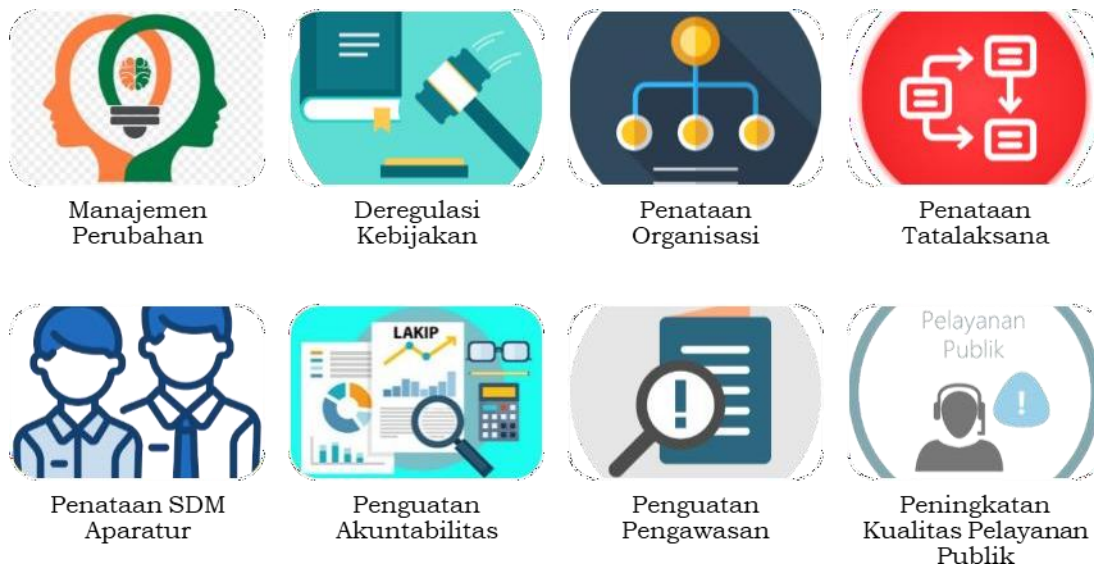 Manajemen
Perubahan
Deregulasi
Kebijakan
Penataan
Organisasi
Penataan
Tatalaksana
LAKIP
Pelayanan
Publik
Penataan SDM
Aparatur
Penguatan
Akuntabilitas
Penguatan
Pengawasan
Peningkatan
Kualitas Pelayanan
Publik